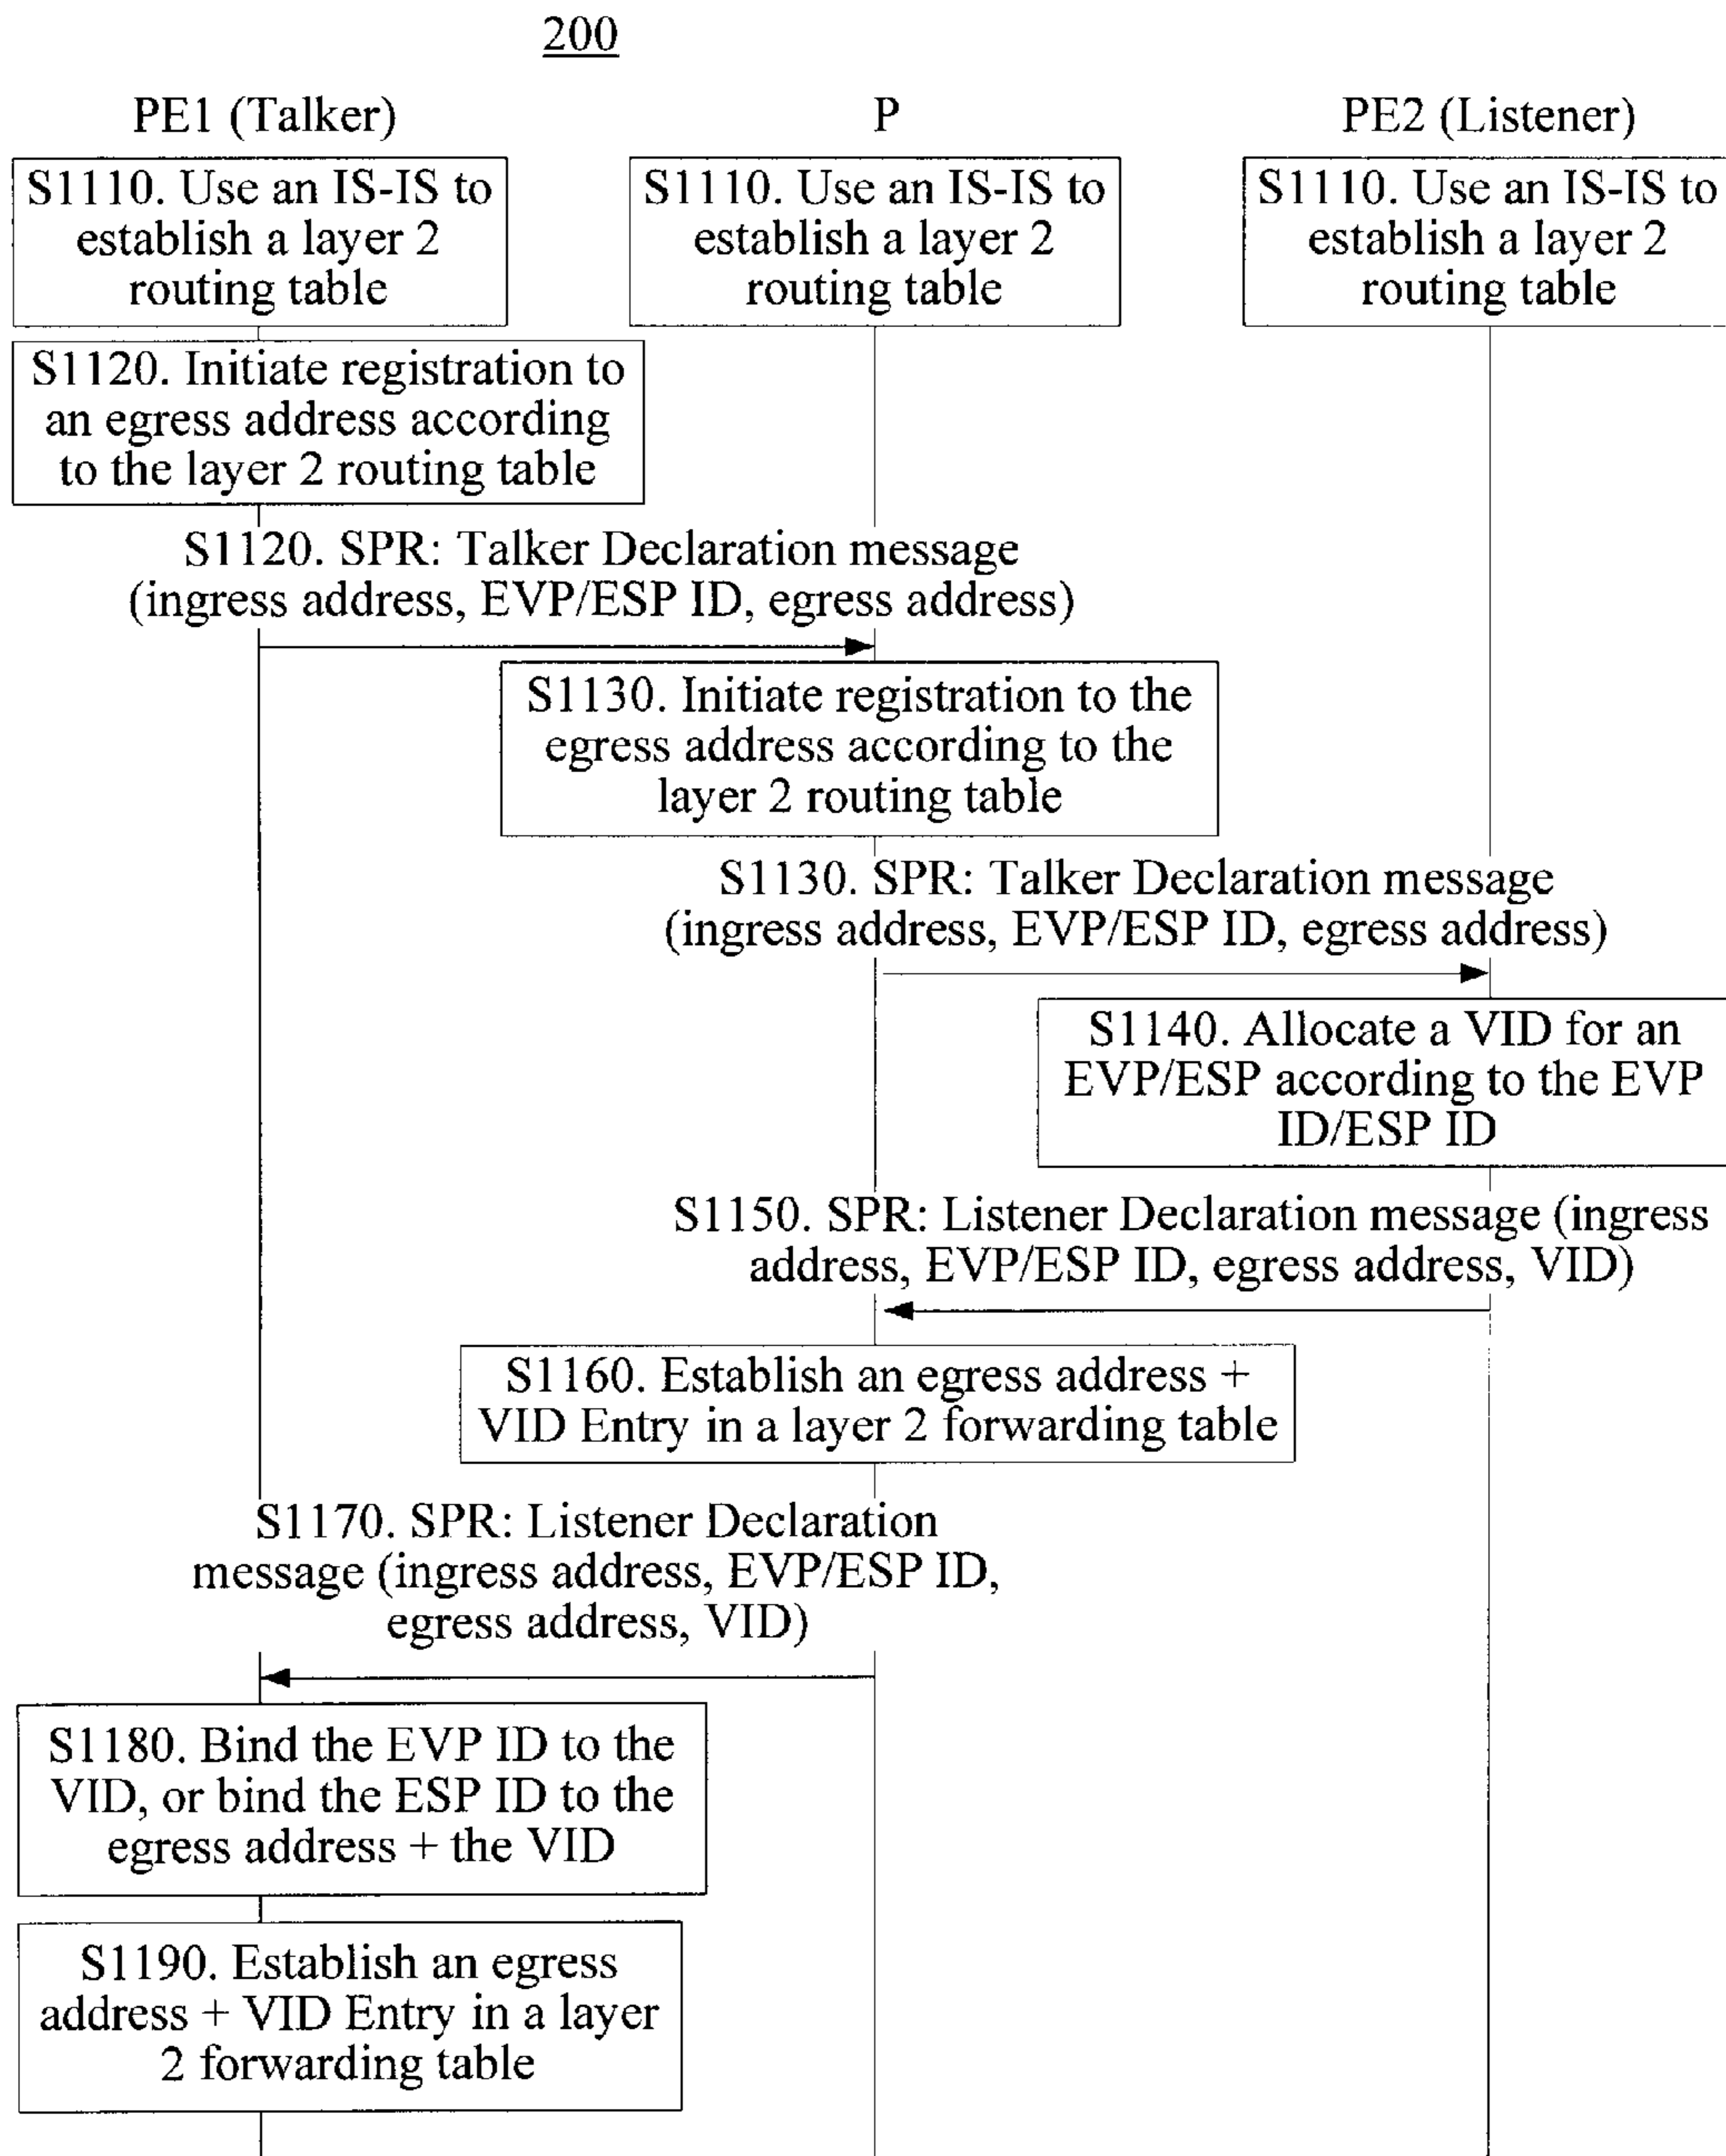 200
PE1 (Talker)
P
PE2 (Listener)
S1110. Use an IS-IS to
establish a layer 2
routing table
S1110. Use an IS-IS to
establish a layer 2
routing table
S1110. Use an IS-IS to
establish a layer 2
routing table
S1120. Initiate registration to
an egress address according
to the layer 2 routing table
S1120. SPR: Talker Declaration message
(ingress address, EVP/ESP ID, egress address)
S1130. Initiate registration to the
egress address according to the
layer 2 routing table
S1130. SPR: Talker Declaration message
(ingress address, EVP/ESP ID, egress address)
S1140. Allocate a VID for an
EVP/ESP according to the EVP
ID/ESP ID
S1150. SPR: Listener Declaration message (ingress
address, EVP/ESP ID, egress address, VID)
S1160. Establish an egress address +
VID Entry in a layer 2 forwarding table
S1170. SPR: Listener Declaration
message (ingress address, EVP/ESP ID,
egress address, VID)
S1180. Bind the EVP ID to the
VID, or bind the ESP ID to the
egress address + the VID
S1190. Establish an egress
address + VID Entry in a layer
2 forwarding table